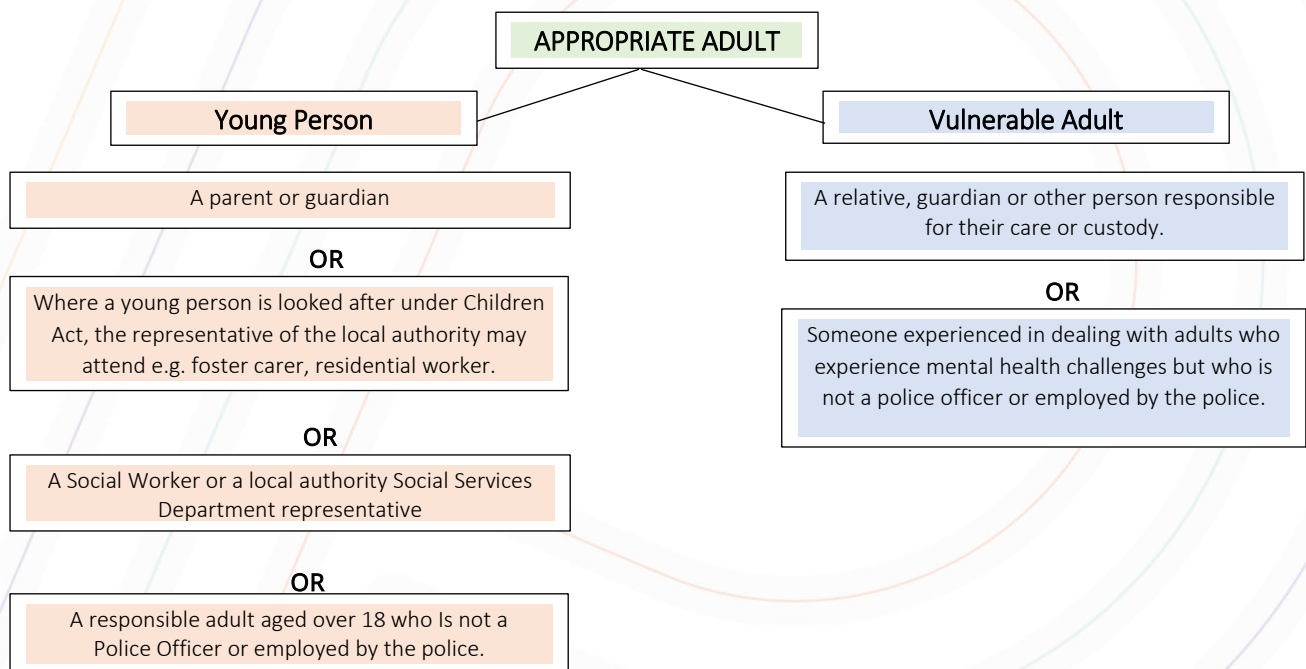 APPROPRIATE ADULT
Young Person
A parent or guardian
OR
Where a young person is looked after under Children
Act, the representative of the local authority may
attend e.g. foster carer, residential worker.
OR
A Social Worker or a local authority Social Services
Department representative
OR
A responsible adult aged over 18 who Is not a
Police Officer or employed by the police.
Vulnerable Adult
A relative, guardian or other person responsible
for their care or custody.
OR
Someone experienced in dealing with adults who
experience mental health challenges but who is
not a police officer or employed by the police.